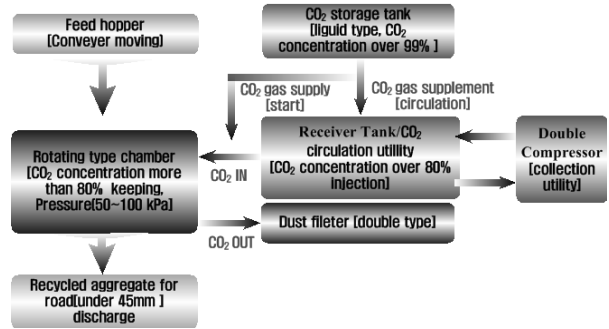 Feed hopper
[Conveyer moving]
CO₂ storage tank
[liguid type, CO₂
concentration over 99% ]
CO₂ gas supply
[start]
CO₂ gas supplement
[circulation]
Rotating type chamber
[CO₂ concentration more
than 80% keeping,
Pressure(50~100 kPa]
CO₂ IN
Receiver Tank/CO₂
circulation utillity
[CO₂ concentration over 80%
injection]
Double
Compressor
[collection
utility]
CO₂ OUT
Dust fileter [double type]
Recycled aggregate for
road[under 45mm ]
discharge